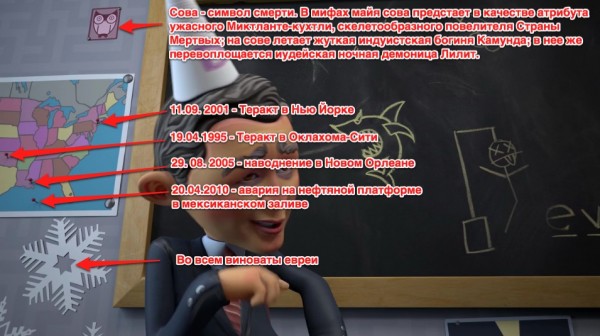 Сова - символ смерти. В мифах майя сова предстает в качестве атрибута
ужасного Миктланте-кухтли, скелетообразного повелителя Страны
Мертвых; на сове летает жуткая индуистская богиня Камунда; в нее же
перевоплощается иудейская ночная демоница Лилит.
11.09. 2001 - Теракт в Нью Йорке
19.04.1995 - Теракт в Оклахома-Сити
29. 08. 2005 - наводнение в Новом Орлеане
20.04.2010 - авария на нефтяной платформе
в мексиканском заливе
ev
Во всем виноваты евреи